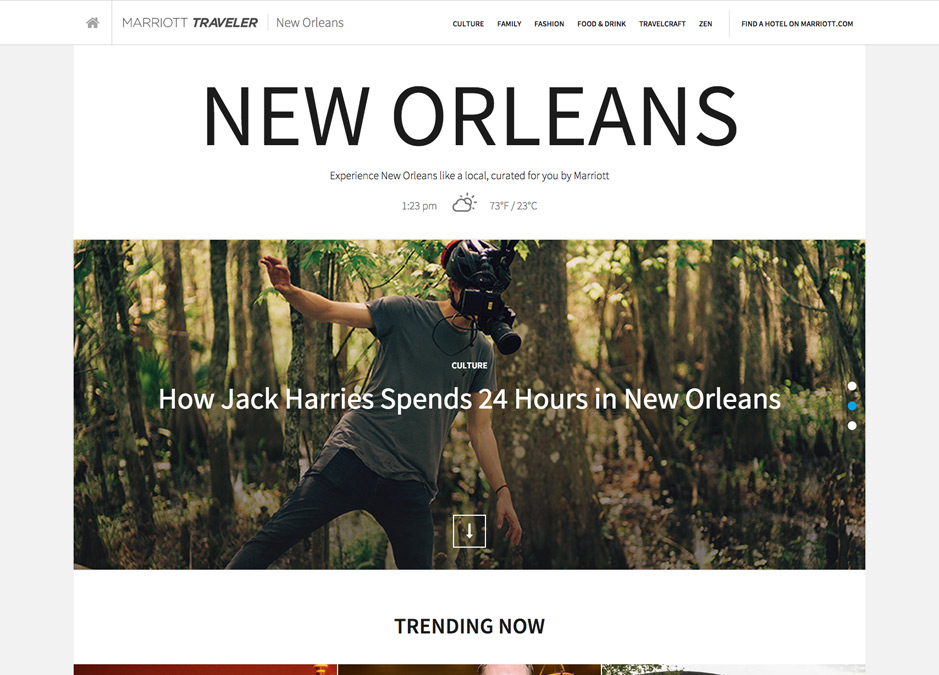 MARRIOTT TRAVELER New Orleans
CULTURE FAMILY FASHION FOOD & DRINK TRAVELCRAFT ZEN FIND A HOTEL ON MARRIOTT.COM
NEW ORLEANS
Experience New Orleans like a local, curated for you by Marriott
1:23 pm 73°F / 23°C
CULTURE
How Jack Harries Spends 24 Hours in New Orleans
TRENDING NOW